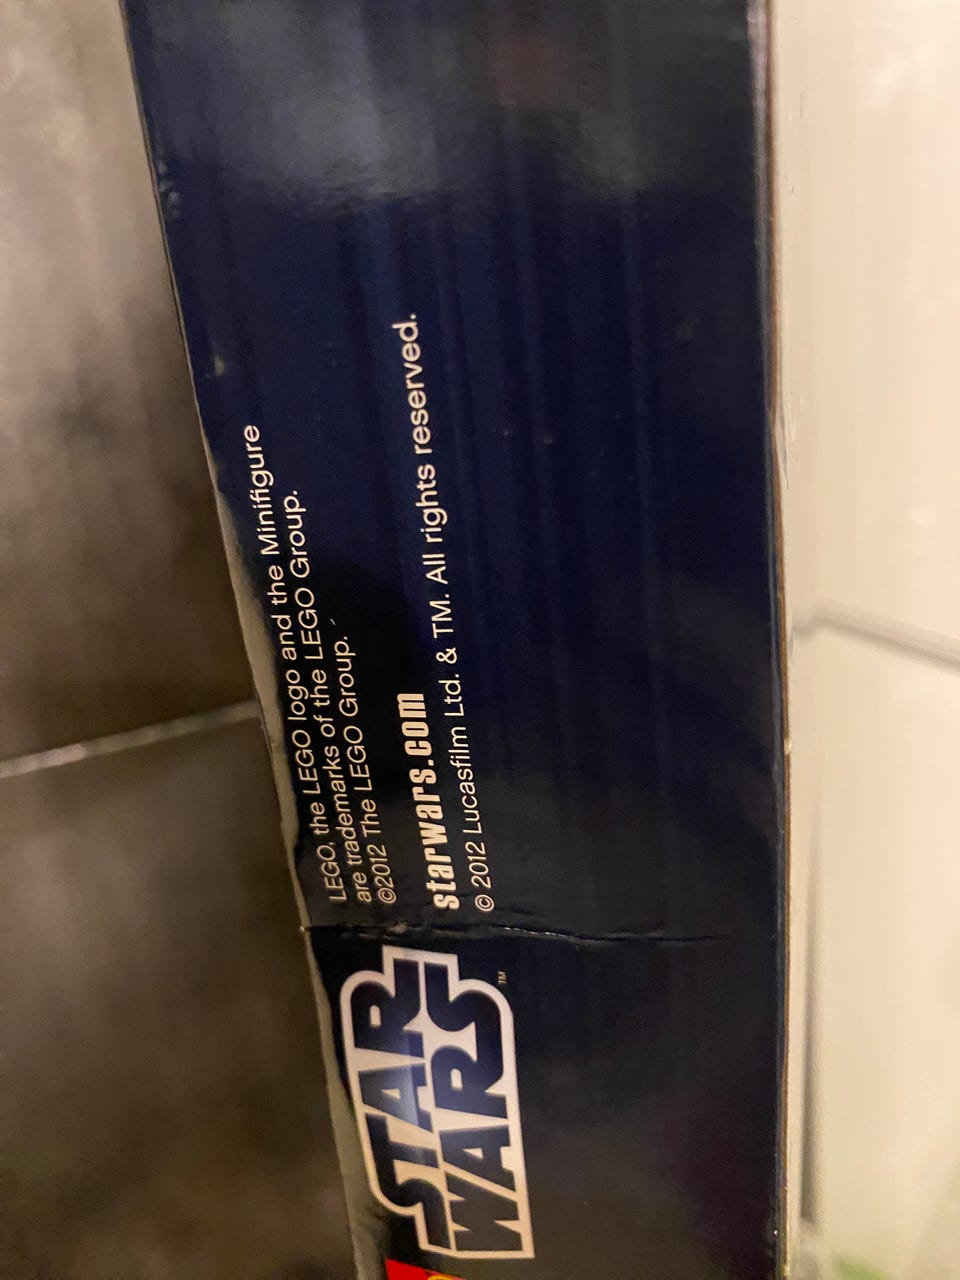 STAR
WARS
TM
LEGO, the LEGO logo and the Minifigure
are trademarks of the LEGO Group.
©2012 The LEGO Group.
starwars.com
© 2012 Lucasfilm Ltd. & TM. All rights reserved.